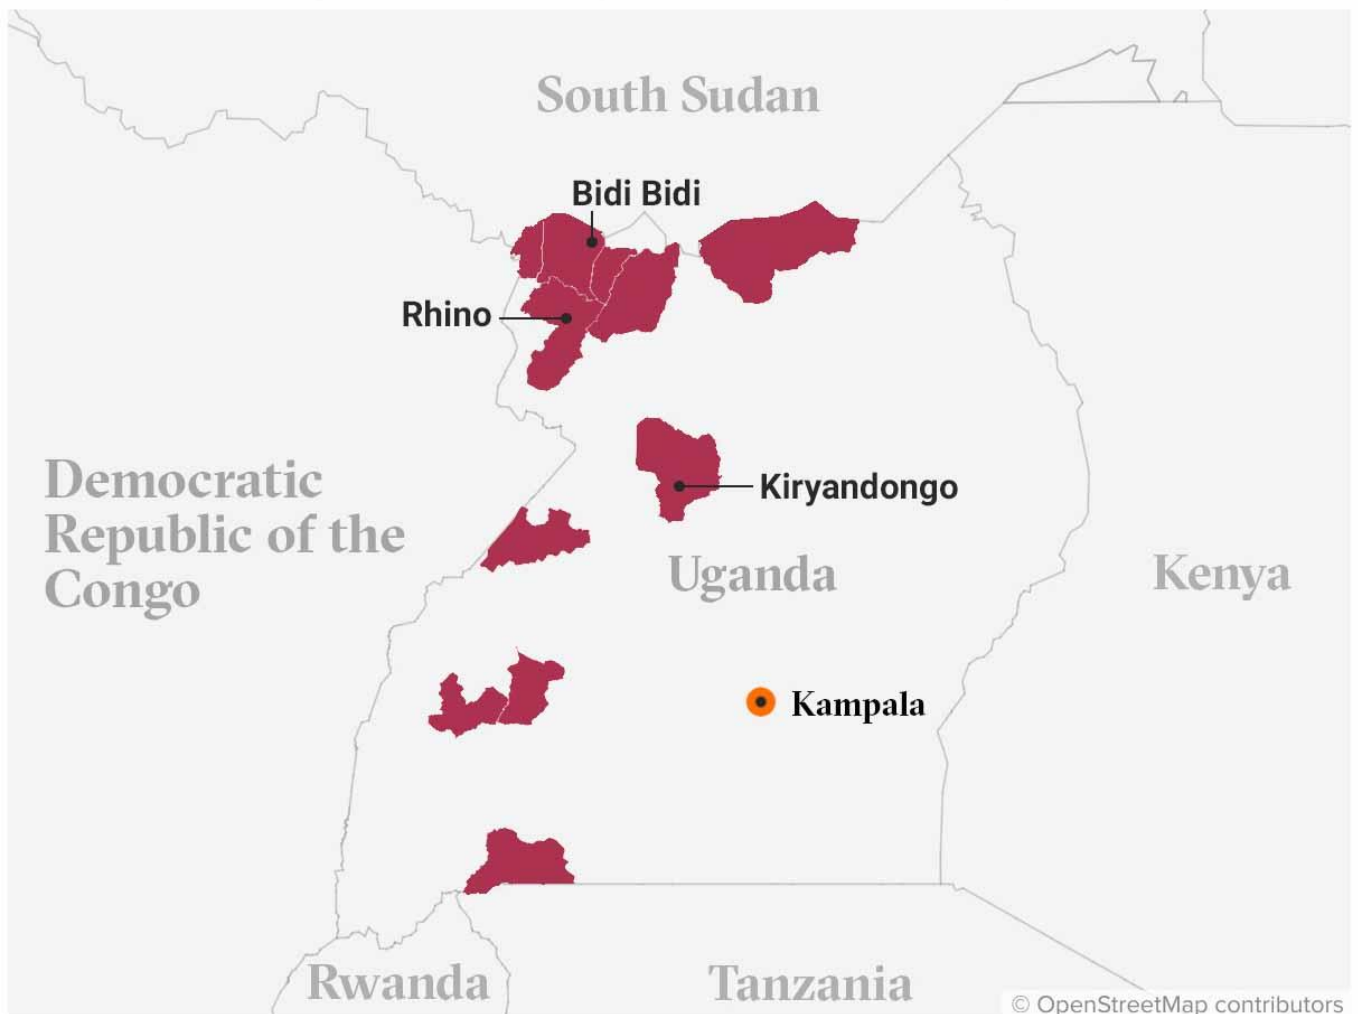 South Sudan
Bidi Bidi
Rhino
Democratic
Republic of the
Congo
Kiryandongo
Uganda
Kenya
Kampala
Rwanda
Tanzania
© OpenStreetMap contributors